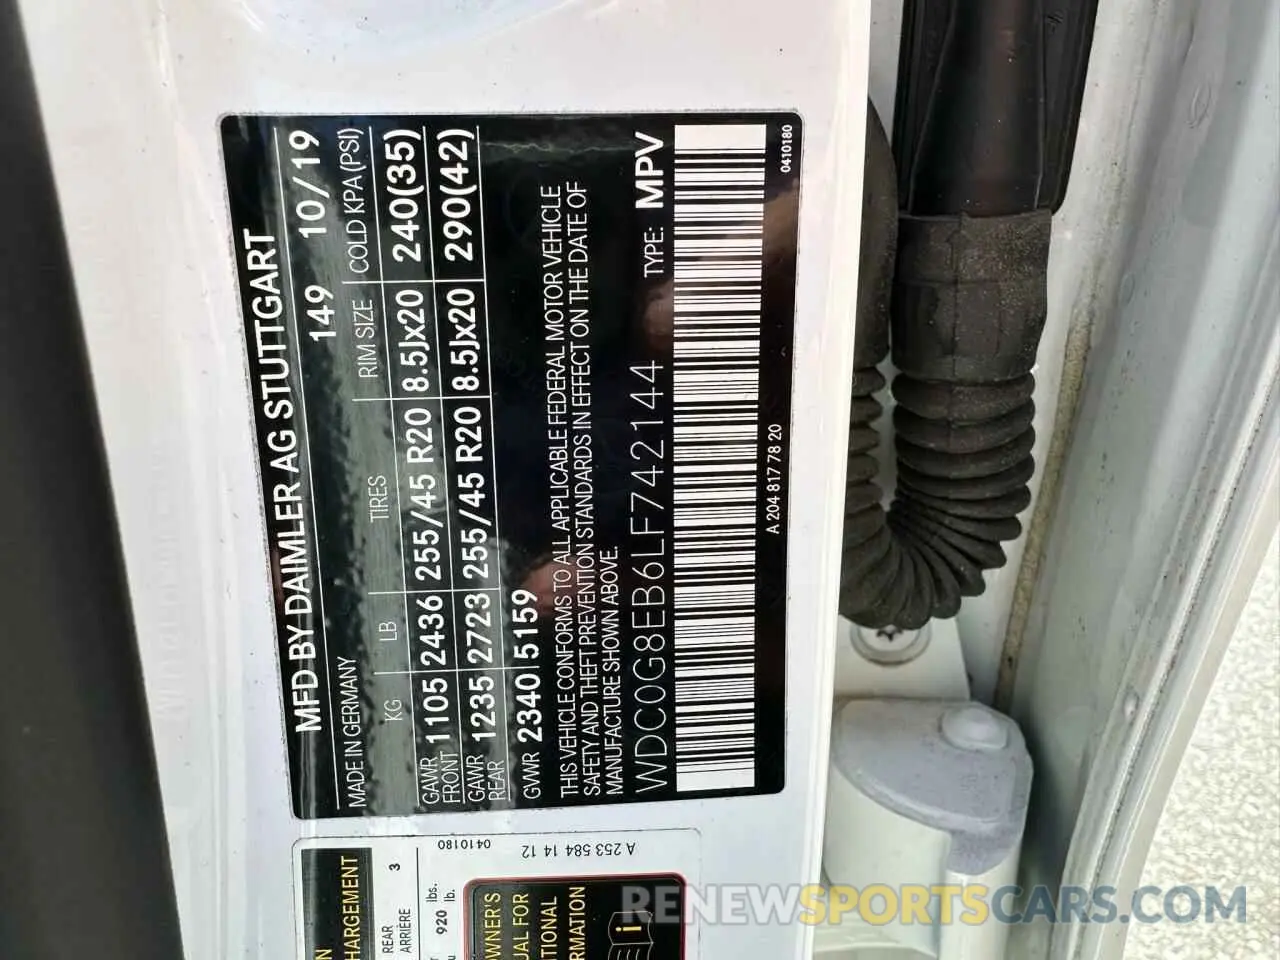 MFD BY DAIMLER AG STUTTGART
MADE IN GERMANY 149 10/19
KG LB TIRES RIM SIZE COLD KPA (PSI)
GAWR FRONT 1105 2436 255/45 R20 8.5Jx20 240(35)
GAWR REAR 1235 2723 255/45 R20 8.5Jx20 290(42)
GVWR 2340 5159
THIS VEHICLE CONFORMS TO ALL APPLICABLE FEDERAL MOTOR VEHICLE
SAFETY AND THEFT PREVENTION STANDARDS IN EFFECT ON THE DATE OF
MANUFACTURE SHOWN ABOVE.
WDC0G8EB6LF742144 TYPE: MPV
A 204 817 78 20 0410180
0410180
A 253 584 14 12
HARGEMENT
REAR 3
ARRIÈRE
920 lbs.
lb.
OWNER'S
UAL FOR
TIONAL
RMATION
RENEWSPORTSCARS.COM